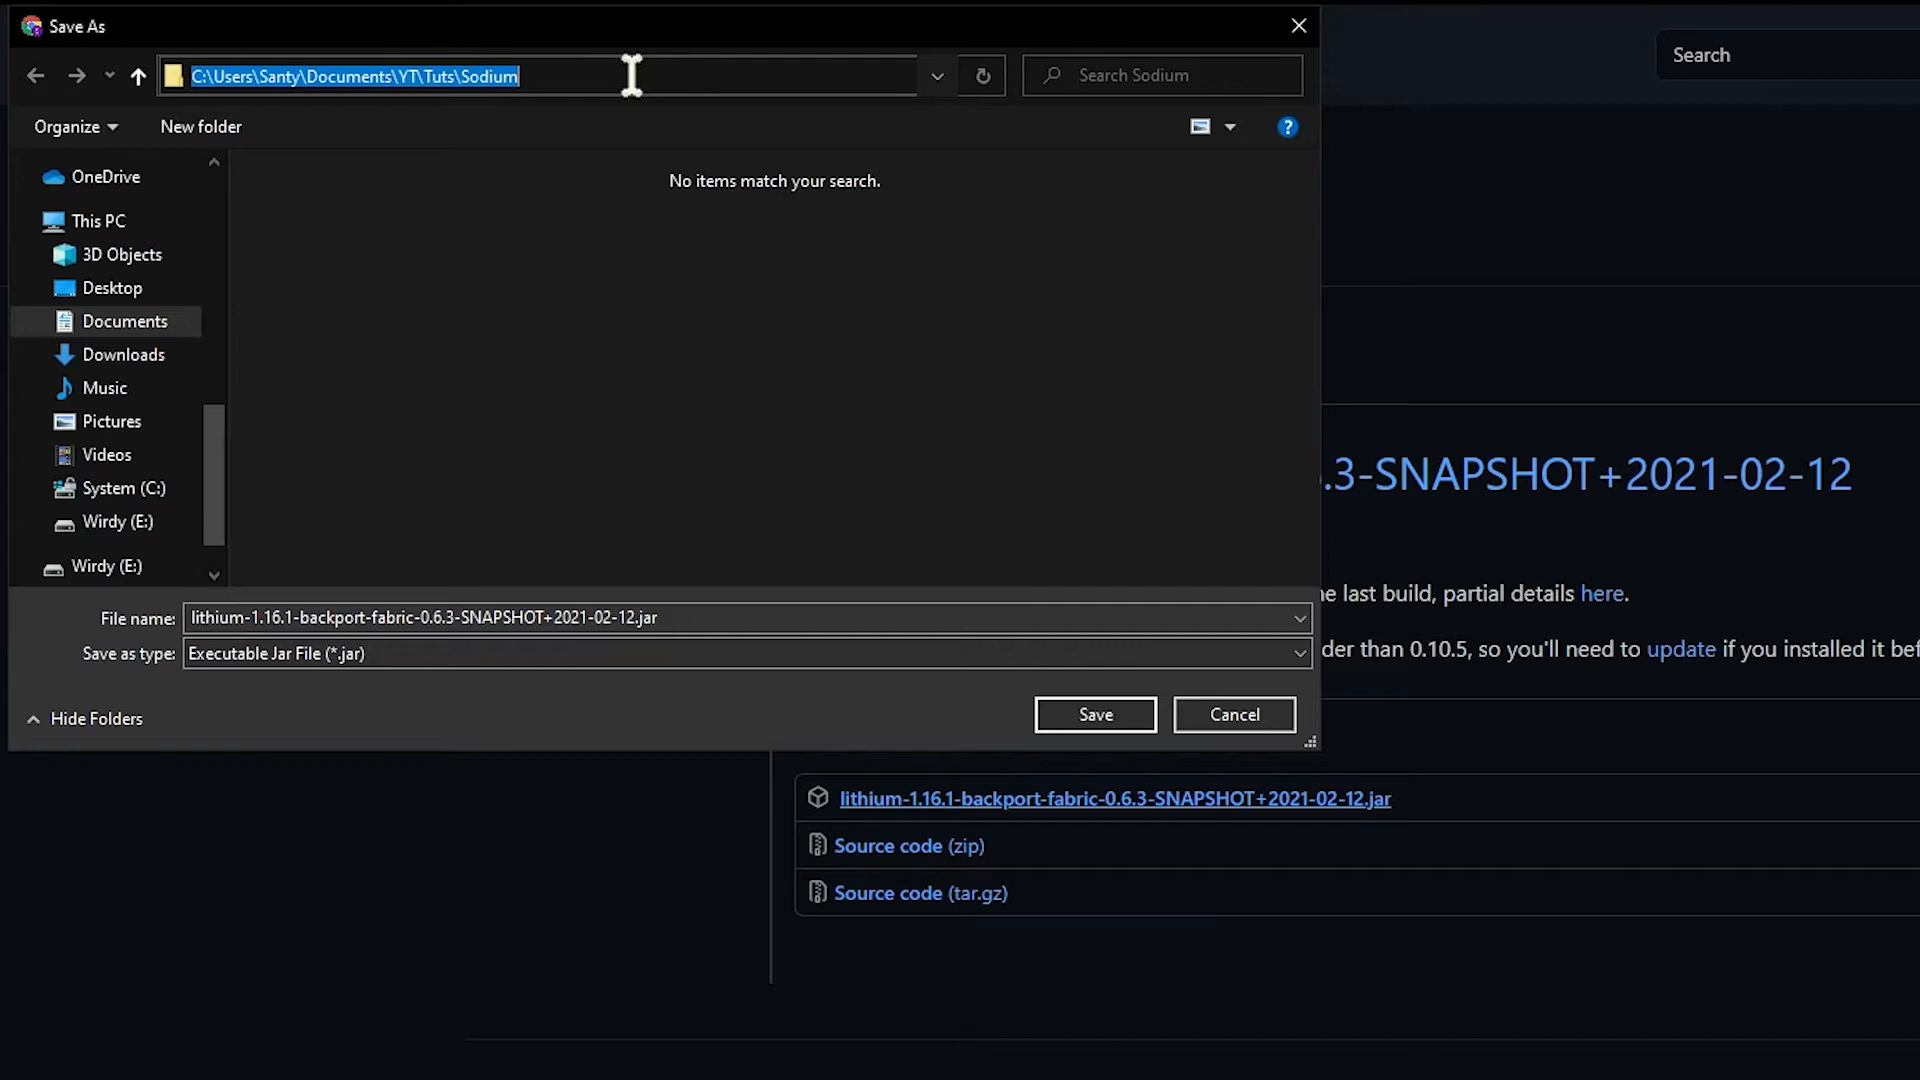 Save As
Search
C:\Users\Santy\Documents\YT\Tuts\Sodium
Search Sodium
Organize
New folder
No items match your search.
OneDrive
This PC
3D Objects
Desktop
Documents
Downloads
Music
Pictures
Videos
System (C:)
Wirdy (E:)
Wirdy (E:)
.3-SNAPSHOT+2021-02-12
last build, partial details here.
File name: lithium-1.16.1-backport-fabric-0.6.3-SNAPSHOT+2021-02-12.jar
Save as type: Executable Jar File (*.jar)
than 0.10.5, so you'll need to update if you installed it
Hide Folders
Save
Cancel
lithium-1.16.1-backport-fabric-0.6.3-SNAPSHOT+2021-02-12.jar
Source code (zip)
Source code (tar.gz)